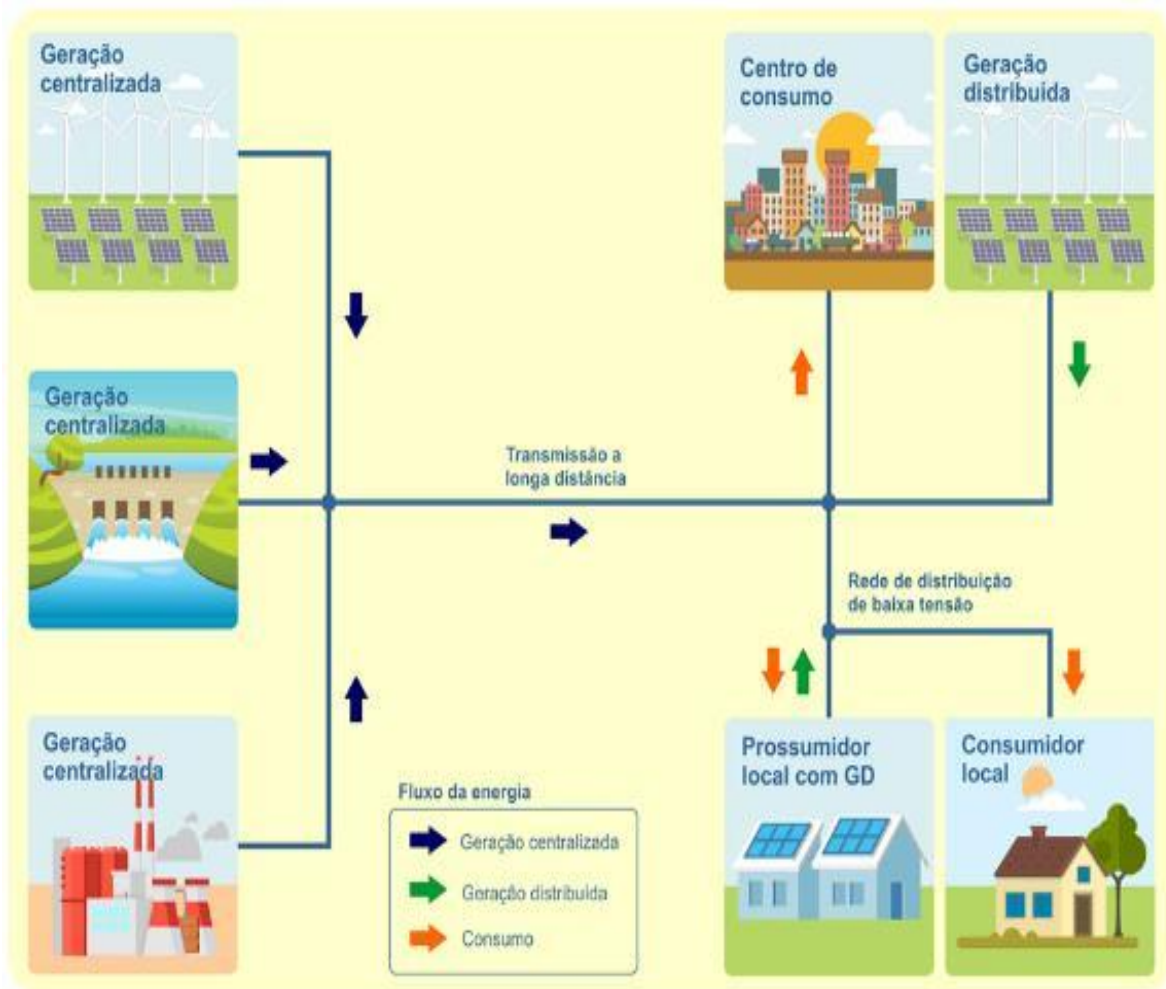 Geração
centralizada
Centro de
consumo
Geração
distribuida
Geração
centralizada
Transmissão a
longa distância
Rede de distribuição
de baixa tensão
Geração
centralizada
Prossumidor
local com GD
Consumidor
local
Fluxo da energia
Geração centralizada
Geração distribuída
Consumo